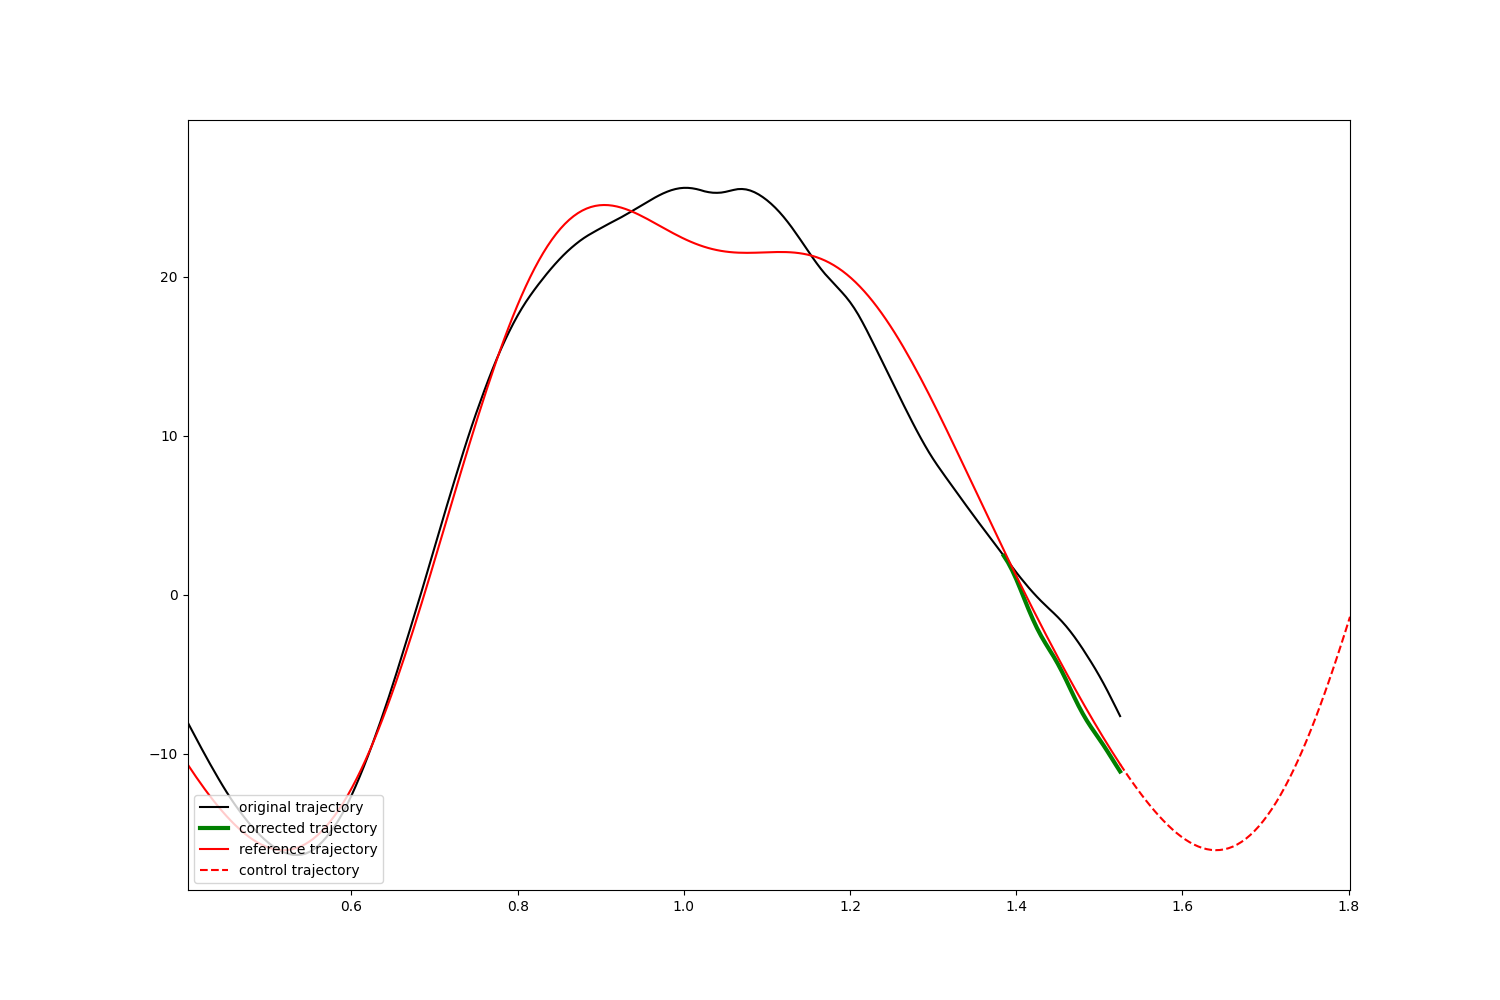 20
10
0
−10
original trajectory
corrected trajectory
reference trajectory
control trajectory
0.6 0.8 1.0 1.2 1.4 1.6 1.8